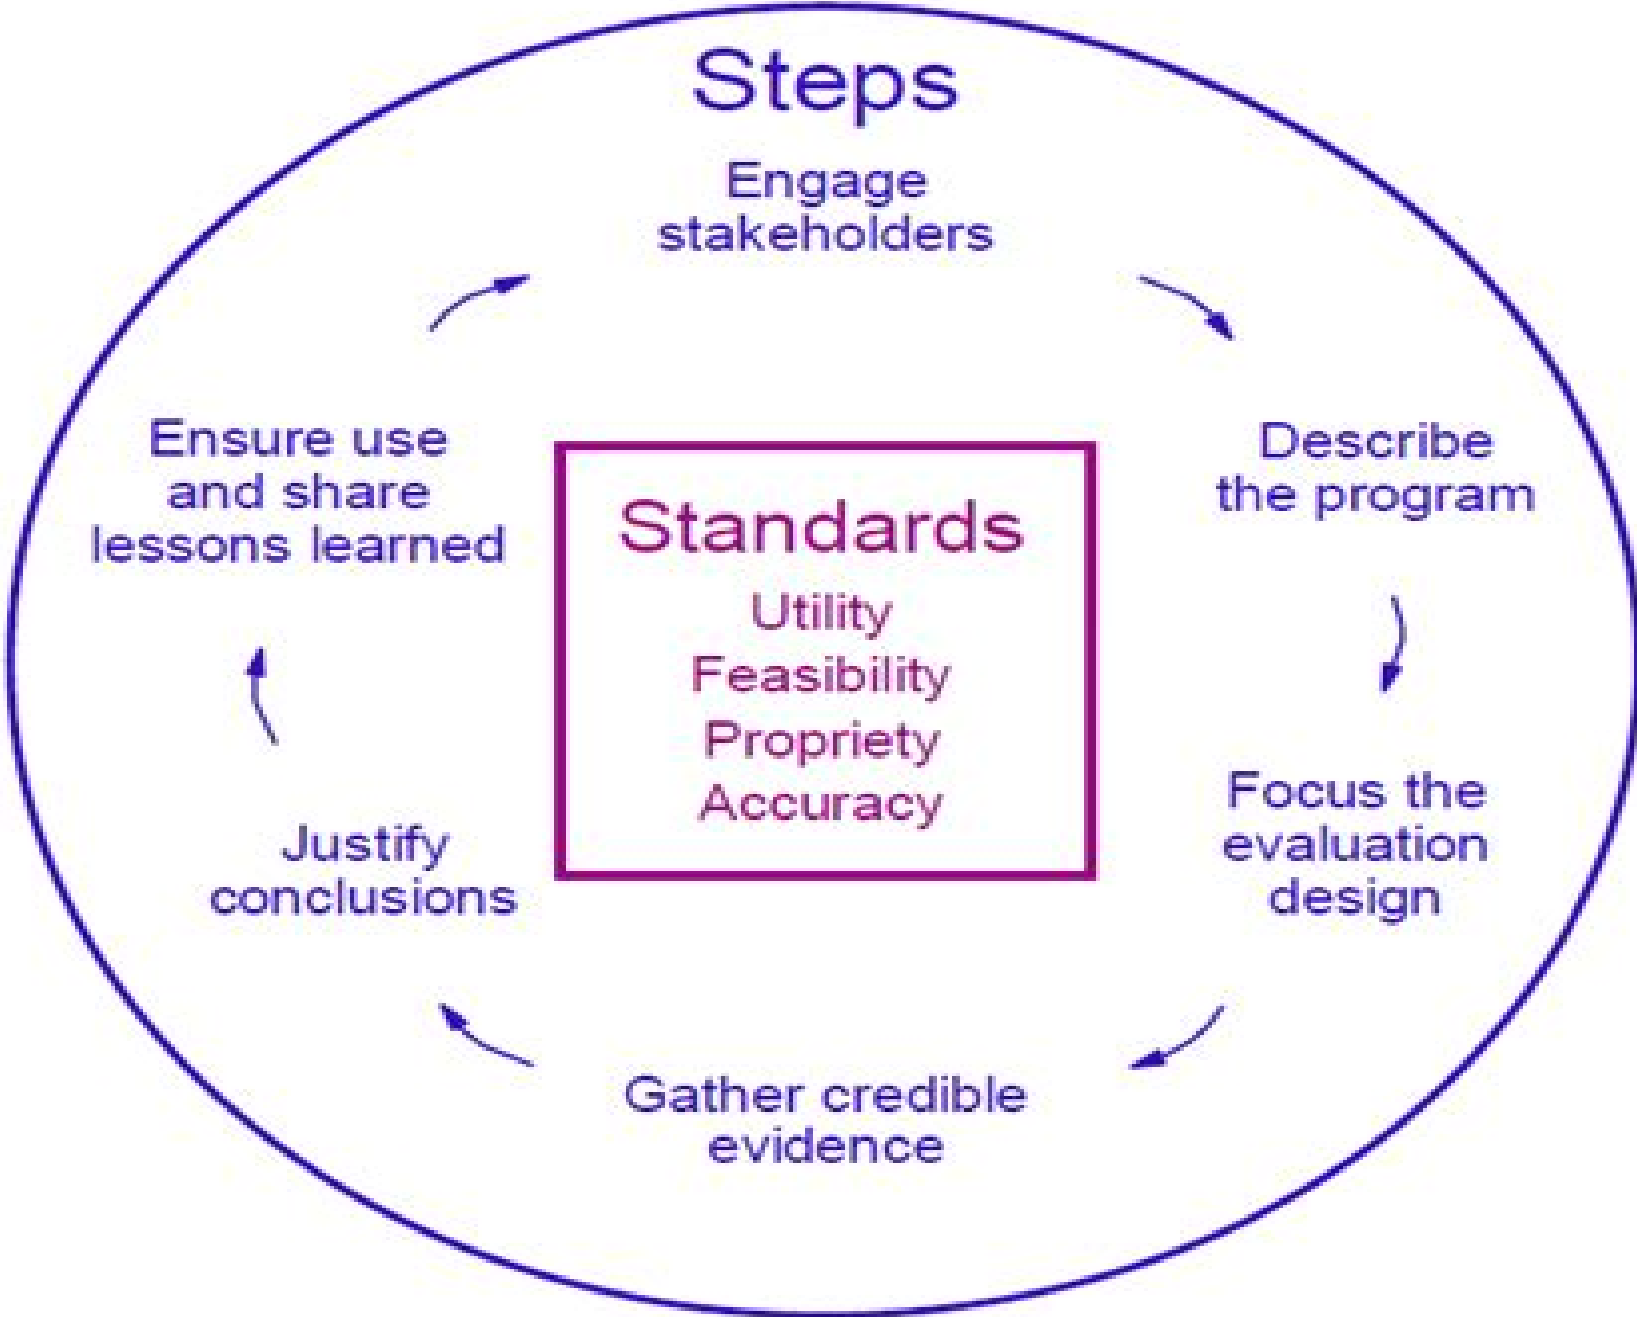 Steps
Engage
stakeholders
Describe
the program
Focus the
evaluation
design
Gather credible
evidence
Justify
conclusions
Ensure use
and share
lessons learned
Standards
Utility
Feasibility
Propriety
Accuracy